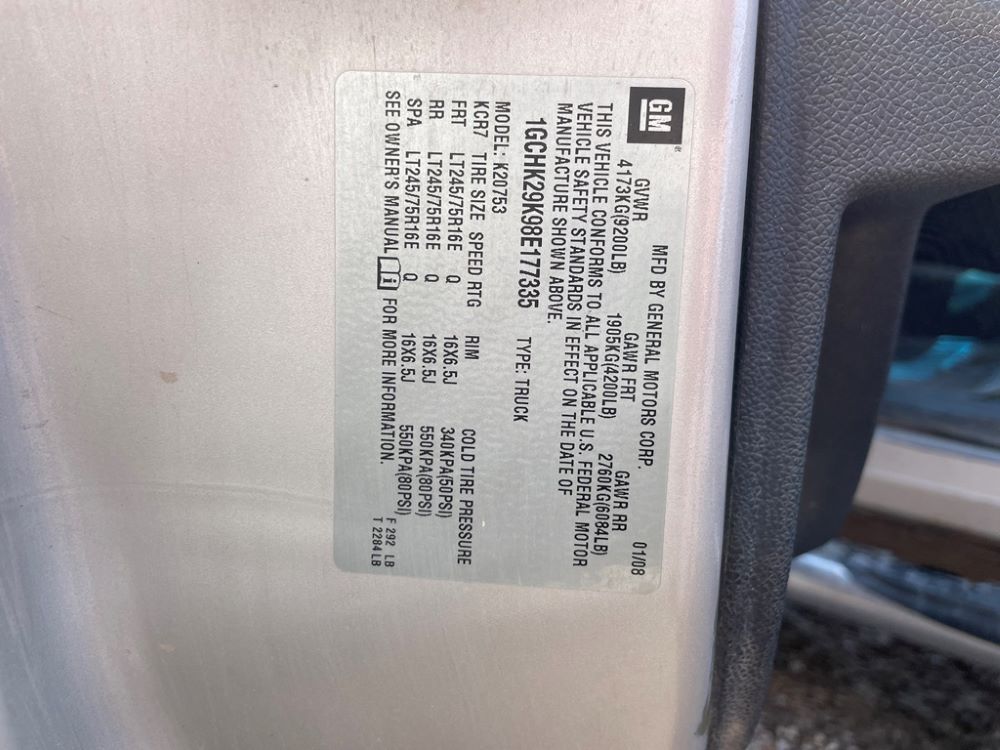 GM®
MFD BY GENERAL MOTORS CORP. 01/08
GVWR GAWR FRT GAWR RR
4173KG(9200LB) 1905KG(4200LB) 2760KG(6084LB)
THIS VEHICLE CONFORMS TO ALL APPLICABLE U.S. FEDERAL MOTOR
VEHICLE SAFETY STANDARDS IN EFFECT ON THE DATE OF
MANUFACTURE SHOWN ABOVE.
1GCHK29K98E177335 TYPE: TRUCK
MODEL: K20753
KCR7 TIRE SIZE SPEED RTG RIM COLD TIRE PRESSURE
FRT LT245/75R16E Q 16X6.5J 340KPA(50PSI)
RR LT245/75R16E Q 16X6.5J 550KPA(80PSI)
SPA LT245/75R16E Q 16X6.5J 550KPA(80PSI)
SEE OWNER'S MANUAL i FOR MORE INFORMATION.
F 292 LB
T 2284 LB